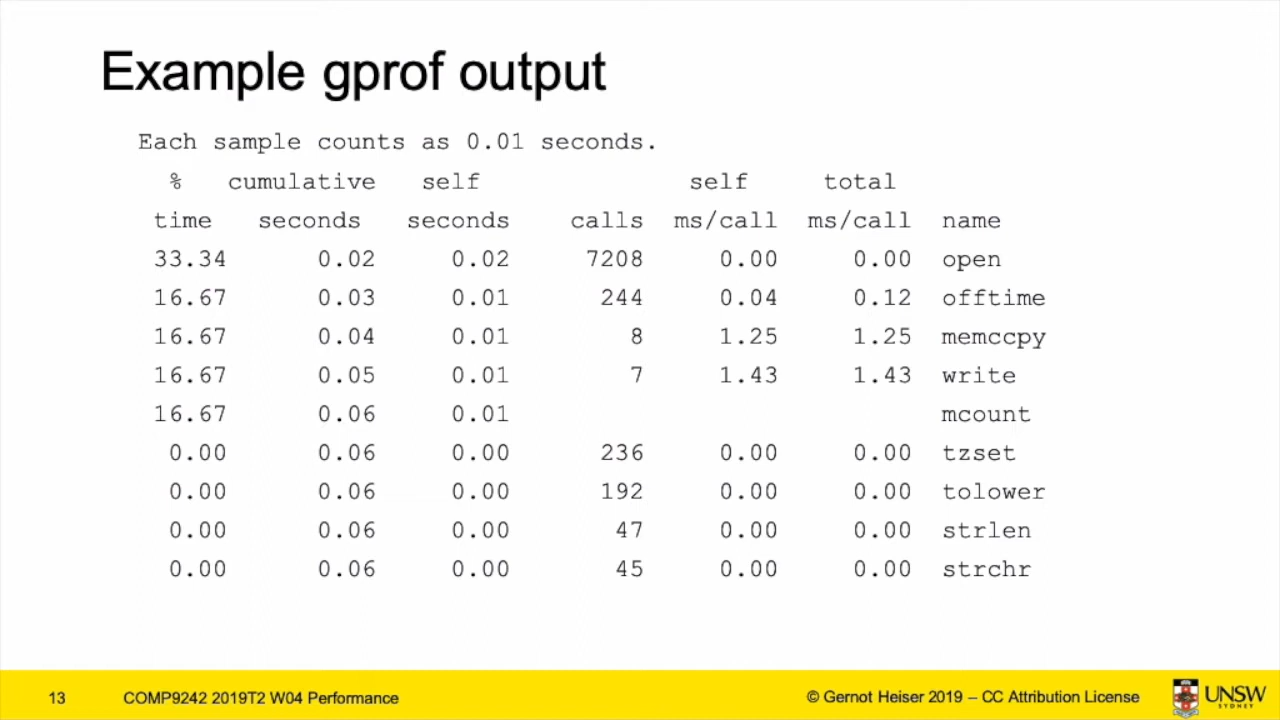 Example gprof output
Each sample counts as 0.01 seconds.
% cumulative self self total
time seconds seconds calls ms/call ms/call name
33.34 0.02 0.02 7208 0.00 0.00 open
16.67 0.03 0.01 244 0.04 0.12 offtime
16.67 0.04 0.01 8 1.25 1.25 memccpy
16.67 0.05 0.01 7 1.43 1.43 write
16.67 0.06 0.01 mcount
0.00 0.06 0.00 236 0.00 0.00 tzset
0.00 0.06 0.00 192 0.00 0.00 tolower
0.00 0.06 0.00 47 0.00 0.00 strlen
0.00 0.06 0.00 45 0.00 0.00 strchr
13 COMP9242 2019T2 W04 Performance © Gernot Heiser 2019 – CC Attribution License UNSW
SYDNEY